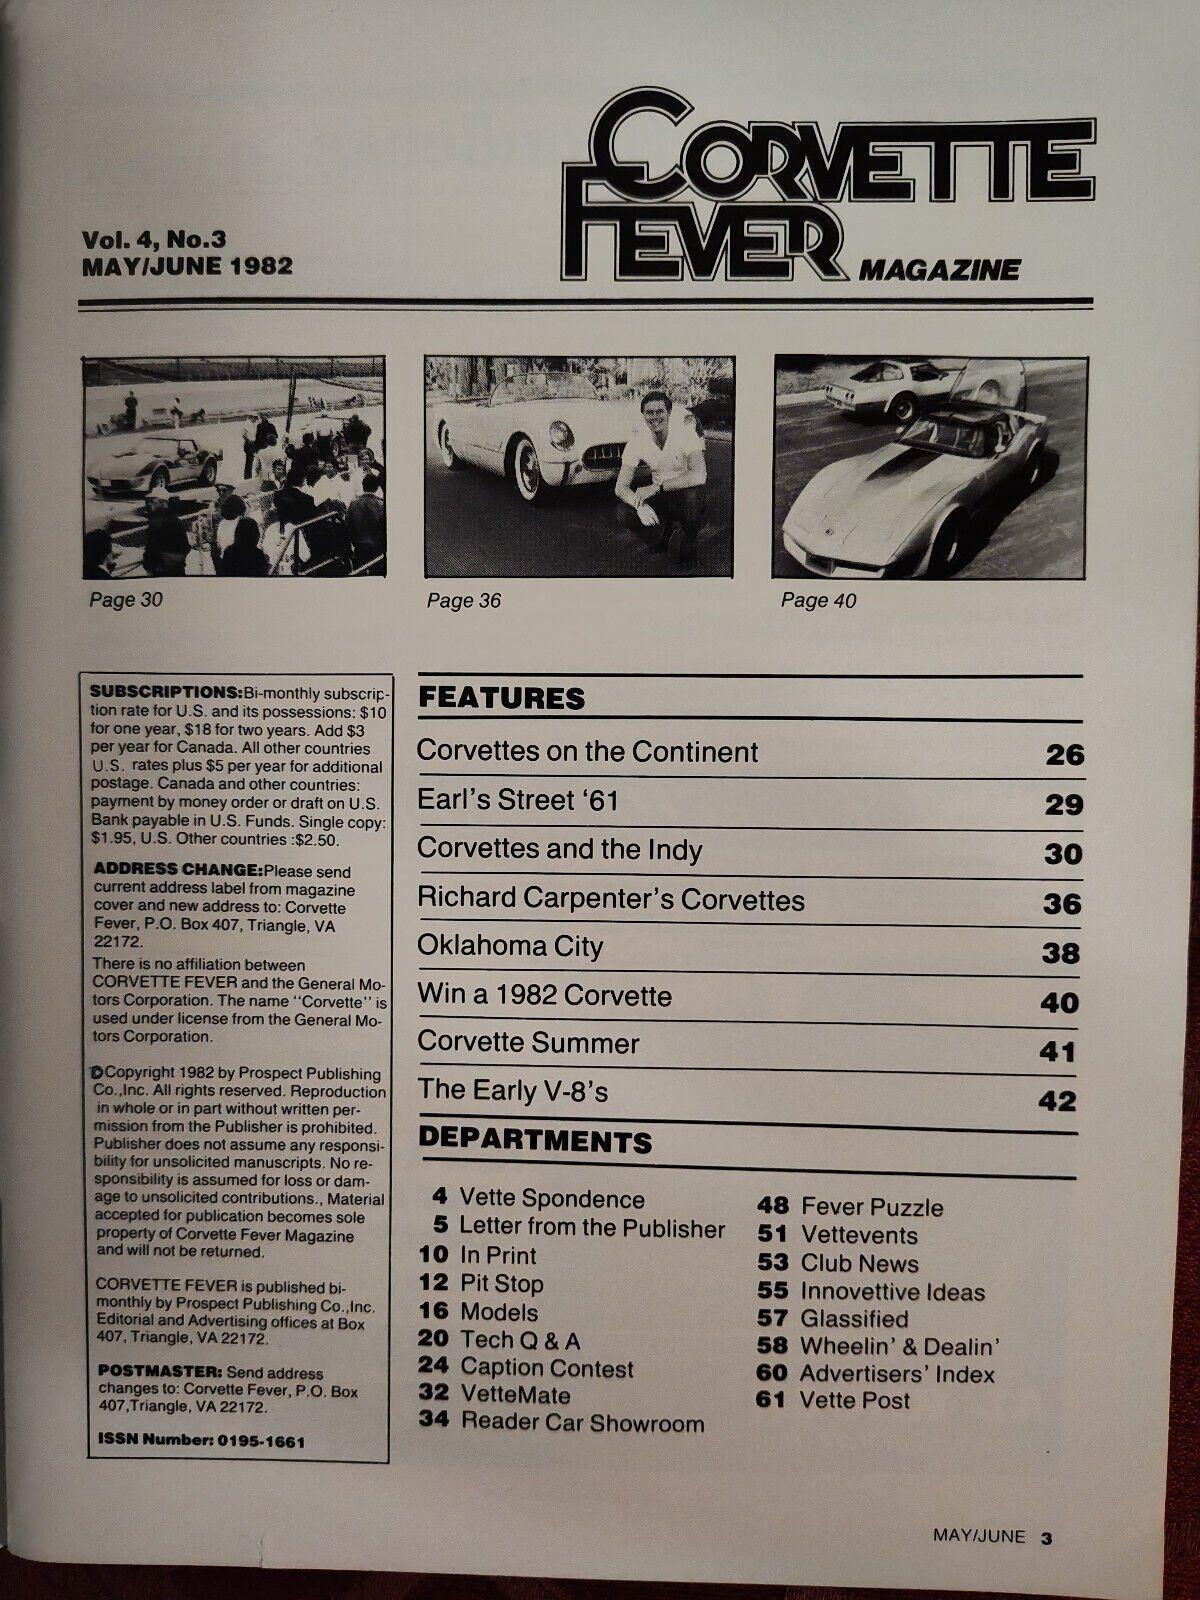 CORVETTE
FEVER
MAGAZINE
Vol. 4, No.3
MAY/JUNE 1982
Page 30
Page 36
Page 40
SUBSCRIPTIONS:Bi-monthly subscrip-
tion rate for U.S. and its possessions: $10
for one year, $18 for two years. Add $3
per year for Canada. All other countries
U.S. rates plus $5 per year for additional
postage. Canada and other countries:
payment by money order or draft on U.S.
Bank payable in U.S. Funds. Single copy:
$1.95, U.S. Other countries :$2.50.
ADDRESS CHANGE:Please send
current address label from magazine
cover and new address to: Corvette
Fever, P.O. Box 407, Triangle, VA
22172.
There is no affiliation between
CORVETTE FEVER and the General Mo-
tors Corporation. The name "Corvette" is
used under license from the General Mo-
tors Corporation.
©Copyright 1982 by Prospect Publishing
Co.,Inc. All rights reserved. Reproduction
in whole or in part without written per-
mission from the Publisher is prohibited.
Publisher does not assume any responsi-
bility for unsolicited manuscripts. No re-
sponsibility is assumed for loss or dam-
age to unsolicited contributions., Material
accepted for publication becomes sole
property of Corvette Fever Magazine
and will not be returned.
CORVETTE FEVER is published bi-
monthly by Prospect Publishing Co.,Inc.
Editorial and Advertising offices at Box
407, Triangle, VA 22172.
POSTMASTER: Send address
changes to: Corvette Fever, P.O. Box
407,Triangle, VA 22172.
ISSN Number: 0195-1661
FEATURES
Corvettes on the Continent 26
Earl's Street '61 29
Corvettes and the Indy 30
Richard Carpenter's Corvettes 36
Oklahoma City 38
Win a 1982 Corvette 40
Corvette Summer 41
The Early V-8's 42
DEPARTMENTS
4 Vette Spondence
5 Letter from the Publisher
10 In Print
12 Pit Stop
16 Models
20 Tech Q & A
24 Caption Contest
32 VetteMate
34 Reader Car Showroom
48 Fever Puzzle
51 Vettevents
53 Club News
55 Innovettive Ideas
57 Glassified
58 Wheelin' & Dealin'
60 Advertisers' Index
61 Vette Post
MAY/JUNE 3